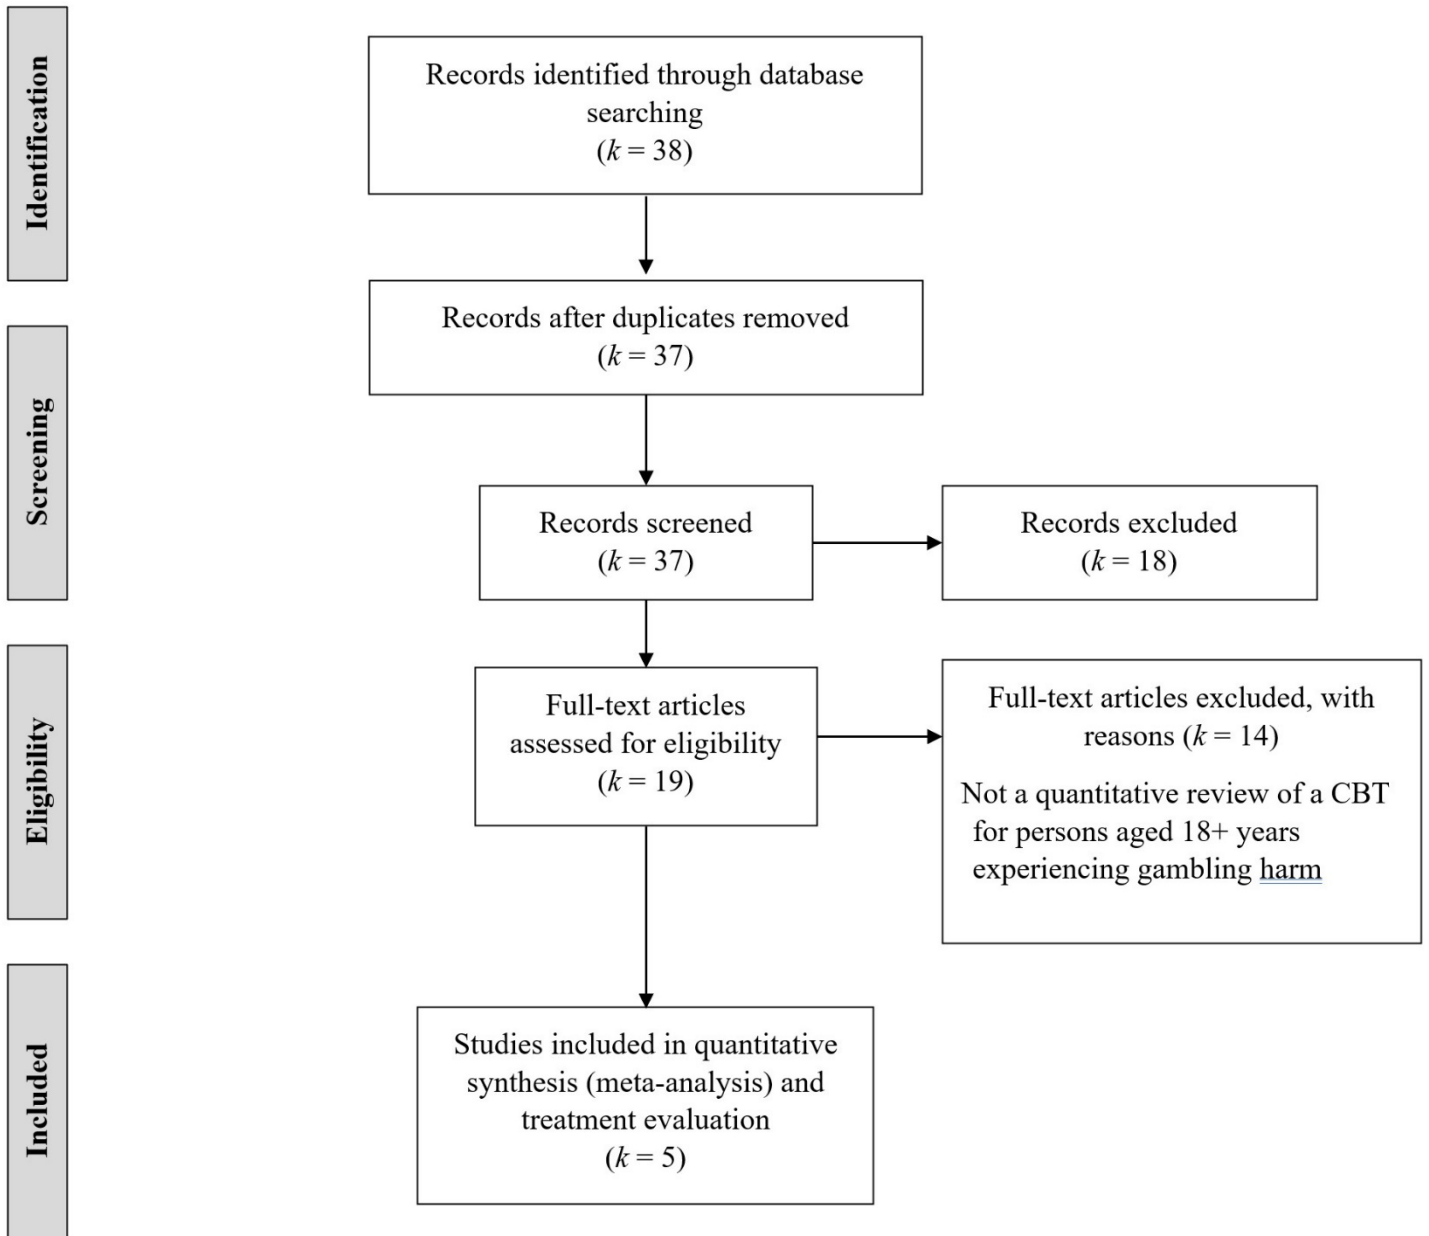 Identification
Records identified through database
searching
(k = 38)
Records after duplicates removed
(k = 37)
Screening
Records screened
(k = 37)
Records excluded
(k = 18)
Eligibility
Full-text articles
assessed for eligibility
(k = 19)
Full-text articles excluded, with
reasons (k = 14)
Not a quantitative review of a CBT
for persons aged 18+ years
experiencing gambling harm
Included
Studies included in quantitative
synthesis (meta-analysis) and
treatment evaluation
(k = 5)